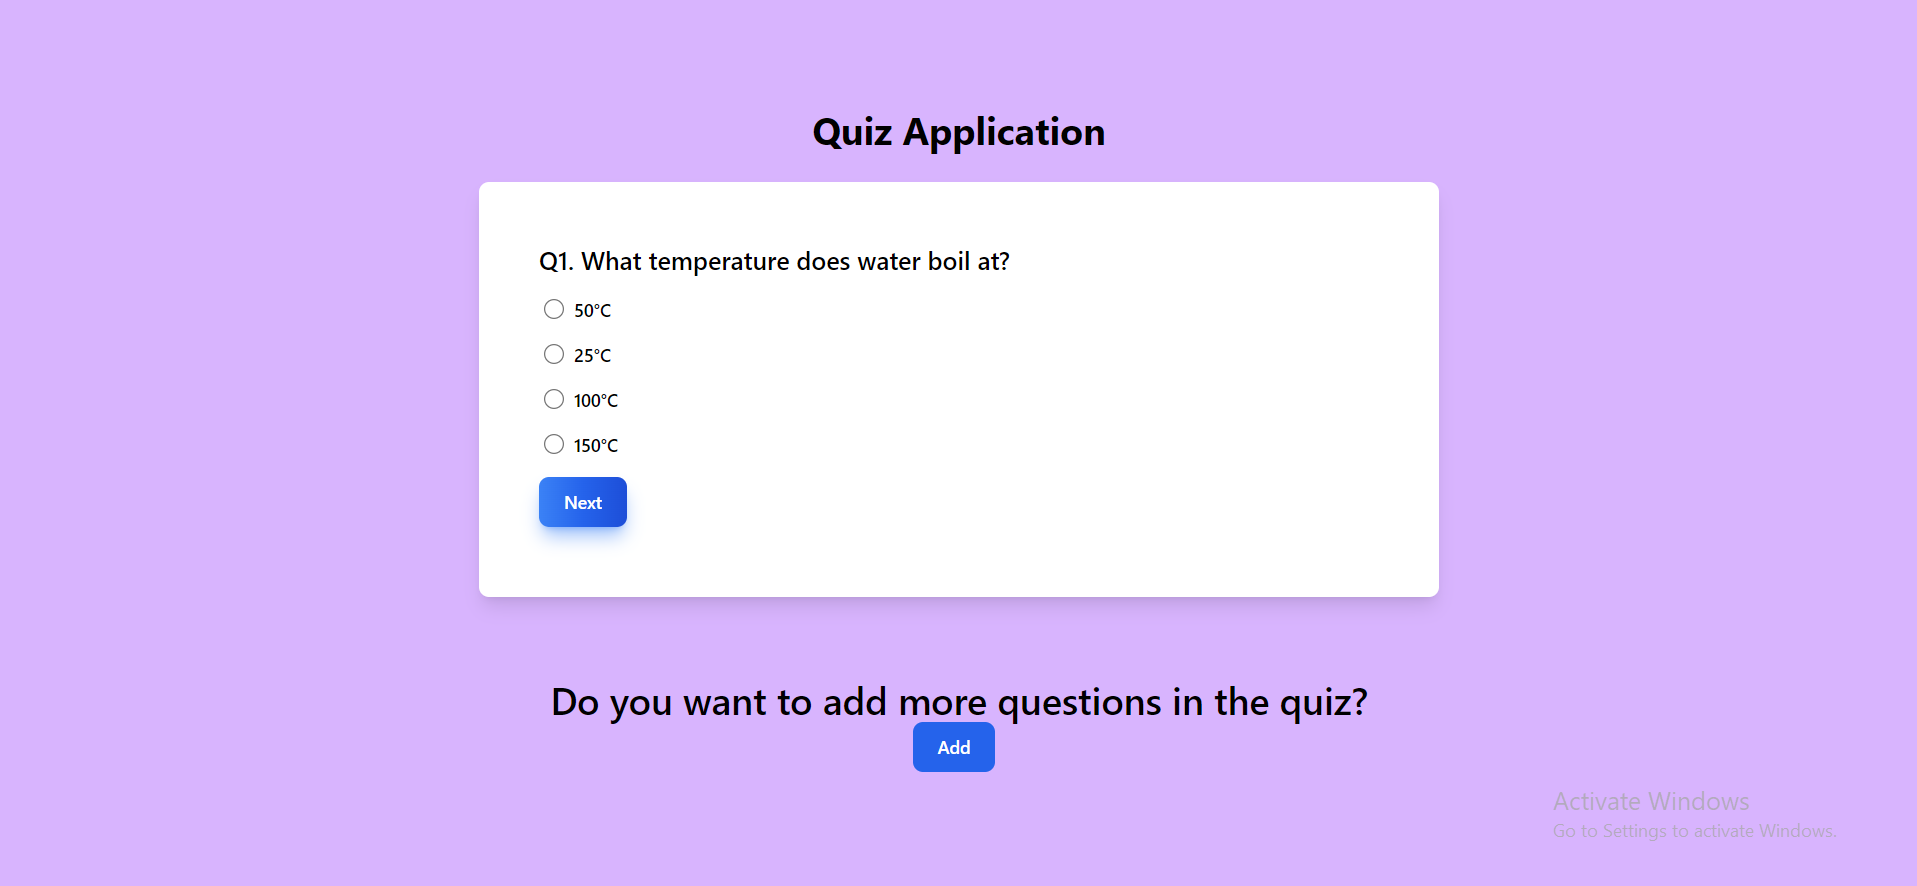 Quiz Application
Q1. What temperature does water boil at?
50°C
25°C
100°C
150°C
Next
Do you want to add more questions in the quiz?
Add
Activate Windows
Go to Settings to activate Windows.